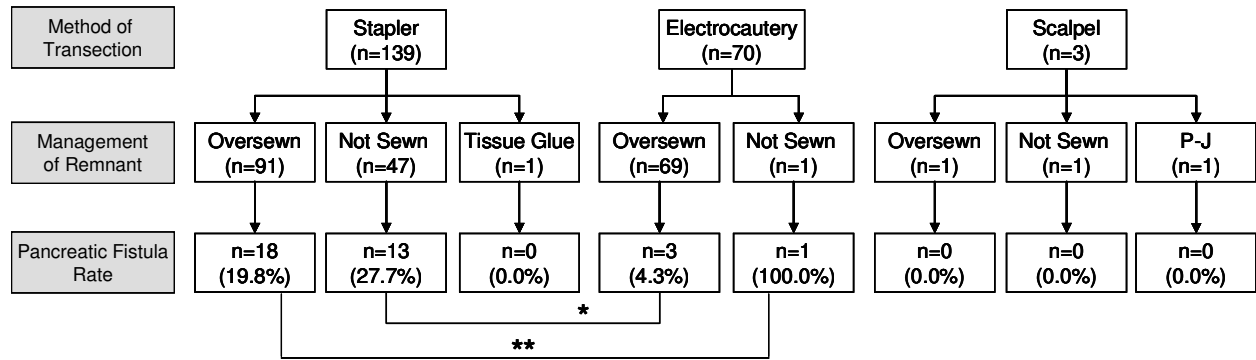 Method of
Transection
Stapler
(n=139)
Electrocautery
(n=70)
Scalpel
(n=3)
Management
of Remnant
Oversewn
(n=91)
Not Sewn
(n=47)
Tissue Glue
(n=1)
Oversewn
(n=69)
Not Sewn
(n=1)
Oversewn
(n=1)
Not Sewn
(n=1)
P-J
(n=1)
Pancreatic Fistula
Rate
n=18
(19.8%)
n=13
(27.7%)
n=0
(0.0%)
n=3
(4.3%)
n=1
(100.0%)
n=0
(0.0%)
n=0
(0.0%)
n=0
(0.0%)
*
**